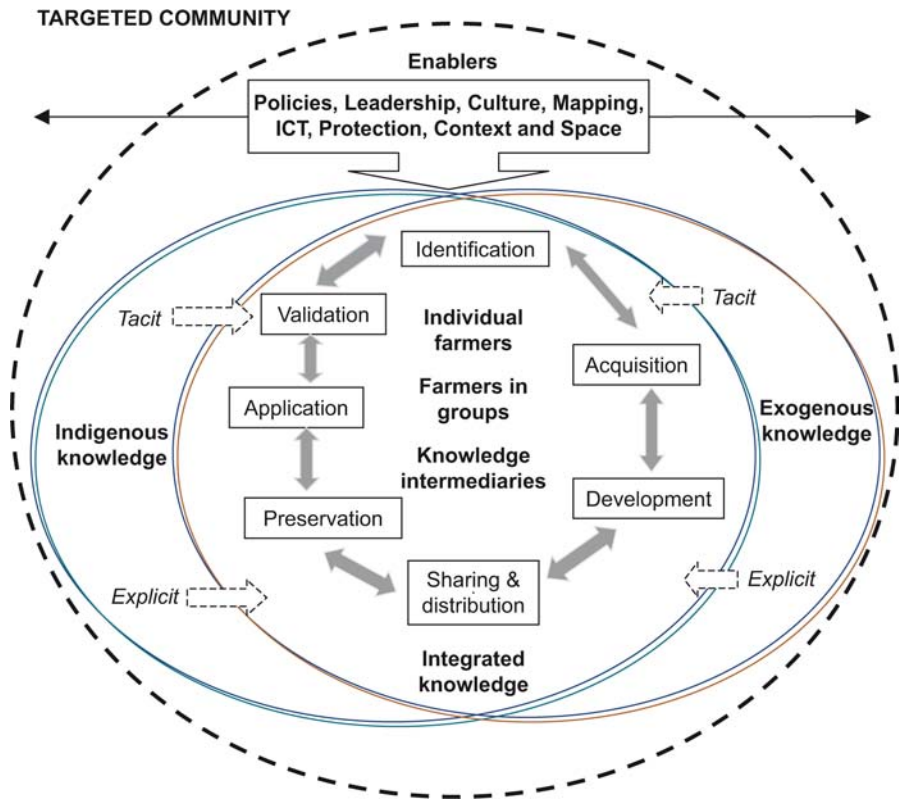 TARGETED COMMUNITY
Enablers
Policies, Leadership, Culture, Mapping,
ICT, Protection, Context and Space
Identification
Tacit
Validation
Tacit
Individual
farmers
Acquisition
Application
Farmers in
groups
Indigenous
knowledge
Exogenous
knowledge
Knowledge
intermediaries
Preservation
Development
Explicit
Sharing &
distribution
Explicit
Integrated
knowledge